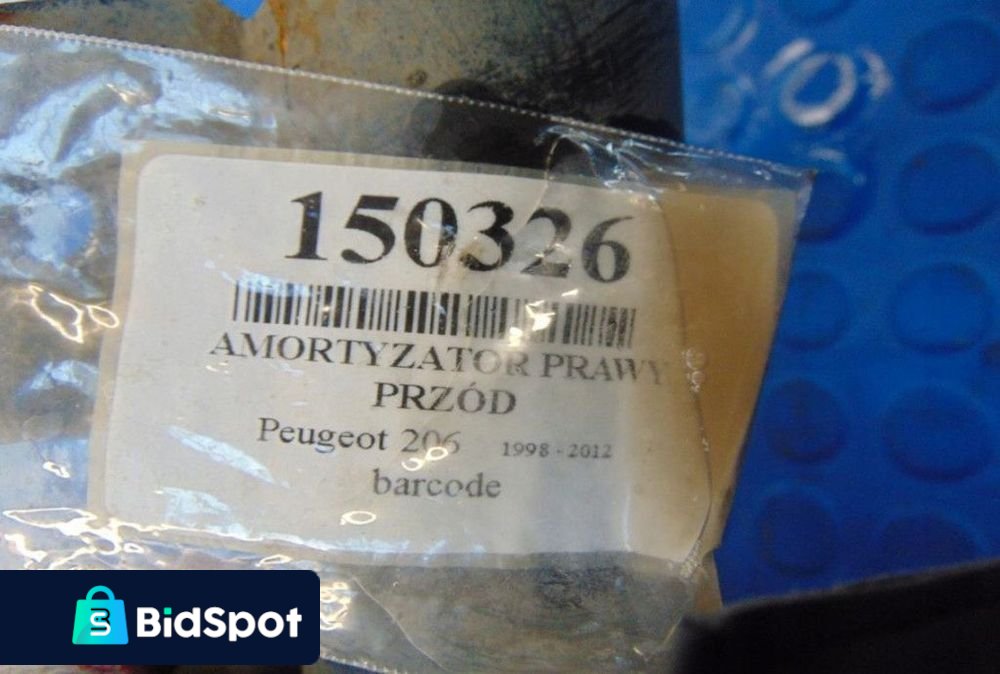 150326
AMORTYZATOR PRAWY
PRZÓD
Peugeot 206 1998 - 2012
barcode
BidSpot